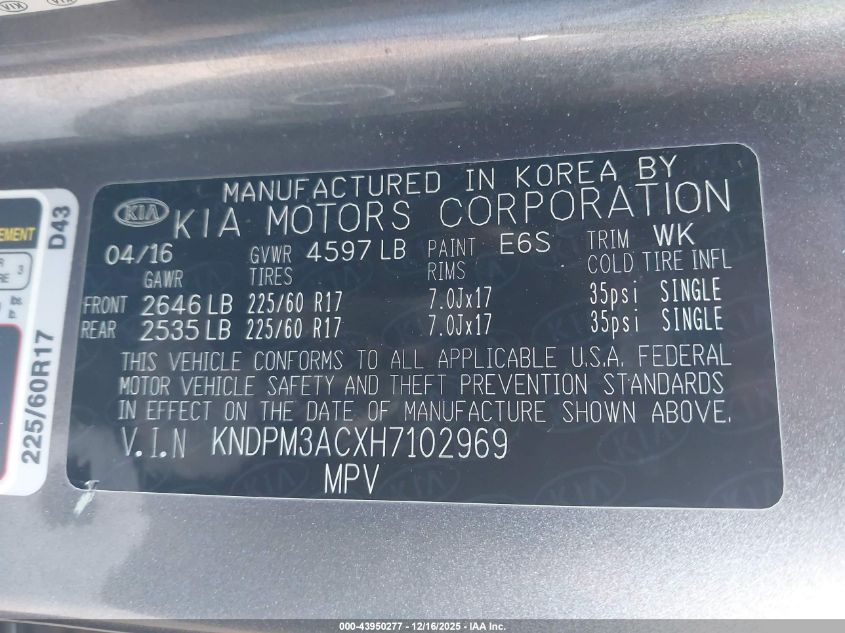 MANUFACTURED IN KOREA BY
KIA KIA MOTORS CORPORATION
04/16 GVWR 4597 LB PAINT E6S TRIM WK
GAWR TIRES RIMS COLD TIRE INFL
FRONT 2646 LB 225/60 R17 7.0Jx17 35psi SINGLE
REAR 2535 LB 225/60 R17 7.0Jx17 35psi SINGLE
THIS VEHICLE CONFORMS TO ALL APPLICABLE U.S.A. FEDERAL
MOTOR VEHICLE SAFETY AND THEFT PREVENTION STANDARDS
IN EFFECT ON THE DATE OF MANUFACTURE SHOWN ABOVE.
V.I.N KNDPM3ACXH7102969
MPV
D43
225/60R17
000-43950277 - 12/16/2025 - IAA Inc.